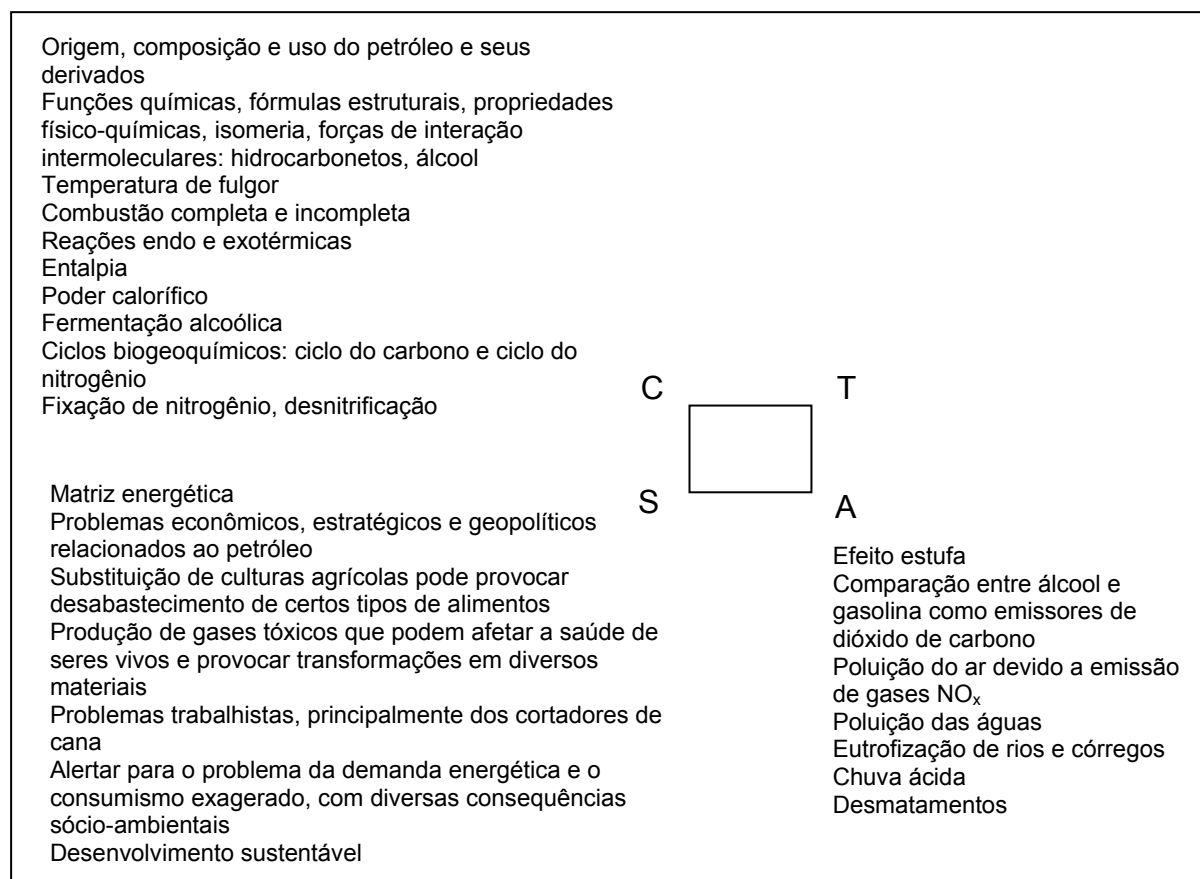 Origem, composição e uso do petróleo e seus
derivados
Funções químicas, fórmulas estruturais, propriedades
físico-químicas, isomeria, forças de interação
intermoleculares: hidrocarbonetos, álcool
Temperatura de fulgor
Combustão completa e incompleta
Reações endo e exotérmicas
Entalpia
Poder calorífico
Fermentação alcoólica
Ciclos biogeoquímicos: ciclo do carbono e ciclo do
nitrogênio
Fixação de nitrogênio, desnitrificação
C
T
S
A
Matriz energética
Problemas econômicos, estratégicos e geopolíticos
relacionados ao petróleo
Substituição de culturas agrícolas pode provocar
desabastecimento de certos tipos de alimentos
Produção de gases tóxicos que podem afetar a saúde de
seres vivos e provocar transformações em diversos
materiais
Problemas trabalhistas, principalmente dos cortadores de
cana
Alertar para o problema da demanda energética e o
consumismo exagerado, com diversas consequências
sócio-ambientais
Desenvolvimento sustentável
Efeito estufa
Comparação entre álcool e
gasolina como emissores de
dióxido de carbono
Poluição do ar devido a emissão
de gases NOₓ
Poluição das águas
Eutrofização de rios e córregos
Chuva ácida
Desmatamentos